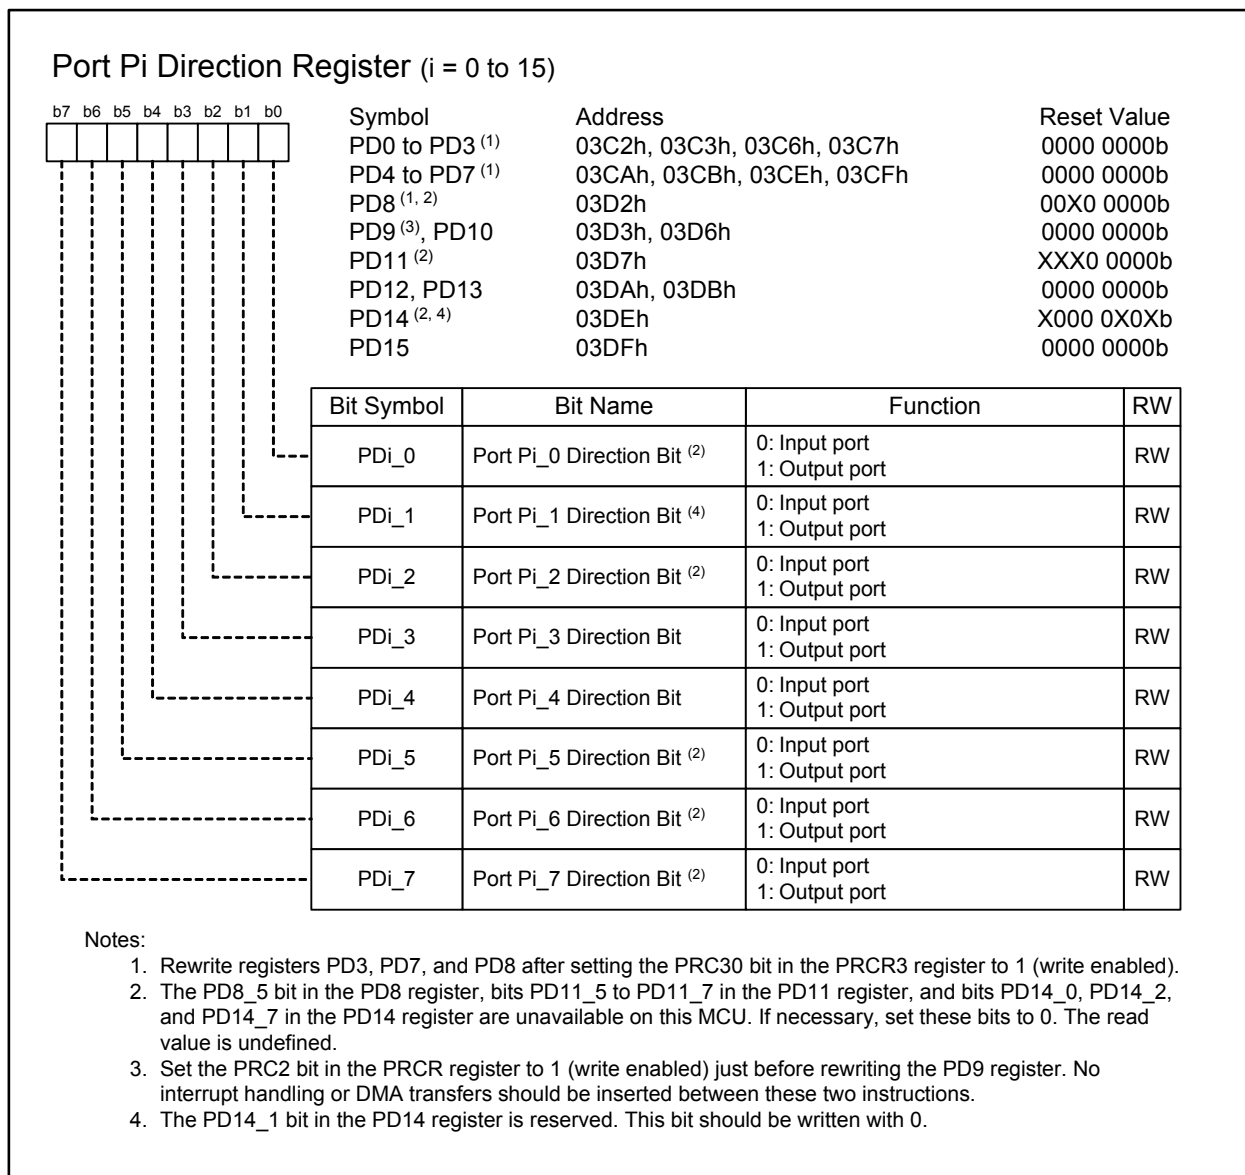 Port Pi Direction Register (i = 0 to 15)
b7 b6 b5 b4 b3 b2 b1 b0
Symbol Address Reset Value
PD0 to PD3 (1) 03C2h, 03C3h, 03C6h, 03C7h 0000 0000b
PD4 to PD7 (1) 03CAh, 03CBh, 03CEh, 03CFh 0000 0000b
PD8 (1, 2) 03D2h 00X0 0000b
PD9 (3), PD10 03D3h, 03D6h 0000 0000b
PD11 (2) 03D7h XXX0 0000b
PD12, PD13 03DAh, 03DBh 0000 0000b
PD14 (2, 4) 03DEh X000 0X0Xb
PD15 03DFh 0000 0000b
Bit Symbol Bit Name Function RW
PDi_0 Port Pi_0 Direction Bit (2) 0: Input port
1: Output port RW
PDi_1 Port Pi_1 Direction Bit (4) 0: Input port
1: Output port RW
PDi_2 Port Pi_2 Direction Bit (2) 0: Input port
1: Output port RW
PDi_3 Port Pi_3 Direction Bit 0: Input port
1: Output port RW
PDi_4 Port Pi_4 Direction Bit 0: Input port
1: Output port RW
PDi_5 Port Pi_5 Direction Bit (2) 0: Input port
1: Output port RW
PDi_6 Port Pi_6 Direction Bit (2) 0: Input port
1: Output port RW
PDi_7 Port Pi_7 Direction Bit (2) 0: Input port
1: Output port RW
Notes:
1. Rewrite registers PD3, PD7, and PD8 after setting the PRC30 bit in the PRCR3 register to 1 (write enabled).
2. The PD8_5 bit in the PD8 register, bits PD11_5 to PD11_7 in the PD11 register, and bits PD14_0, PD14_2,
and PD14_7 in the PD14 register are unavailable on this MCU. If necessary, set these bits to 0. The read
value is undefined.
3. Set the PRC2 bit in the PRCR register to 1 (write enabled) just before rewriting the PD9 register. No
interrupt handling or DMA transfers should be inserted between these two instructions.
4. The PD14_1 bit in the PD14 register is reserved. This bit should be written with 0.